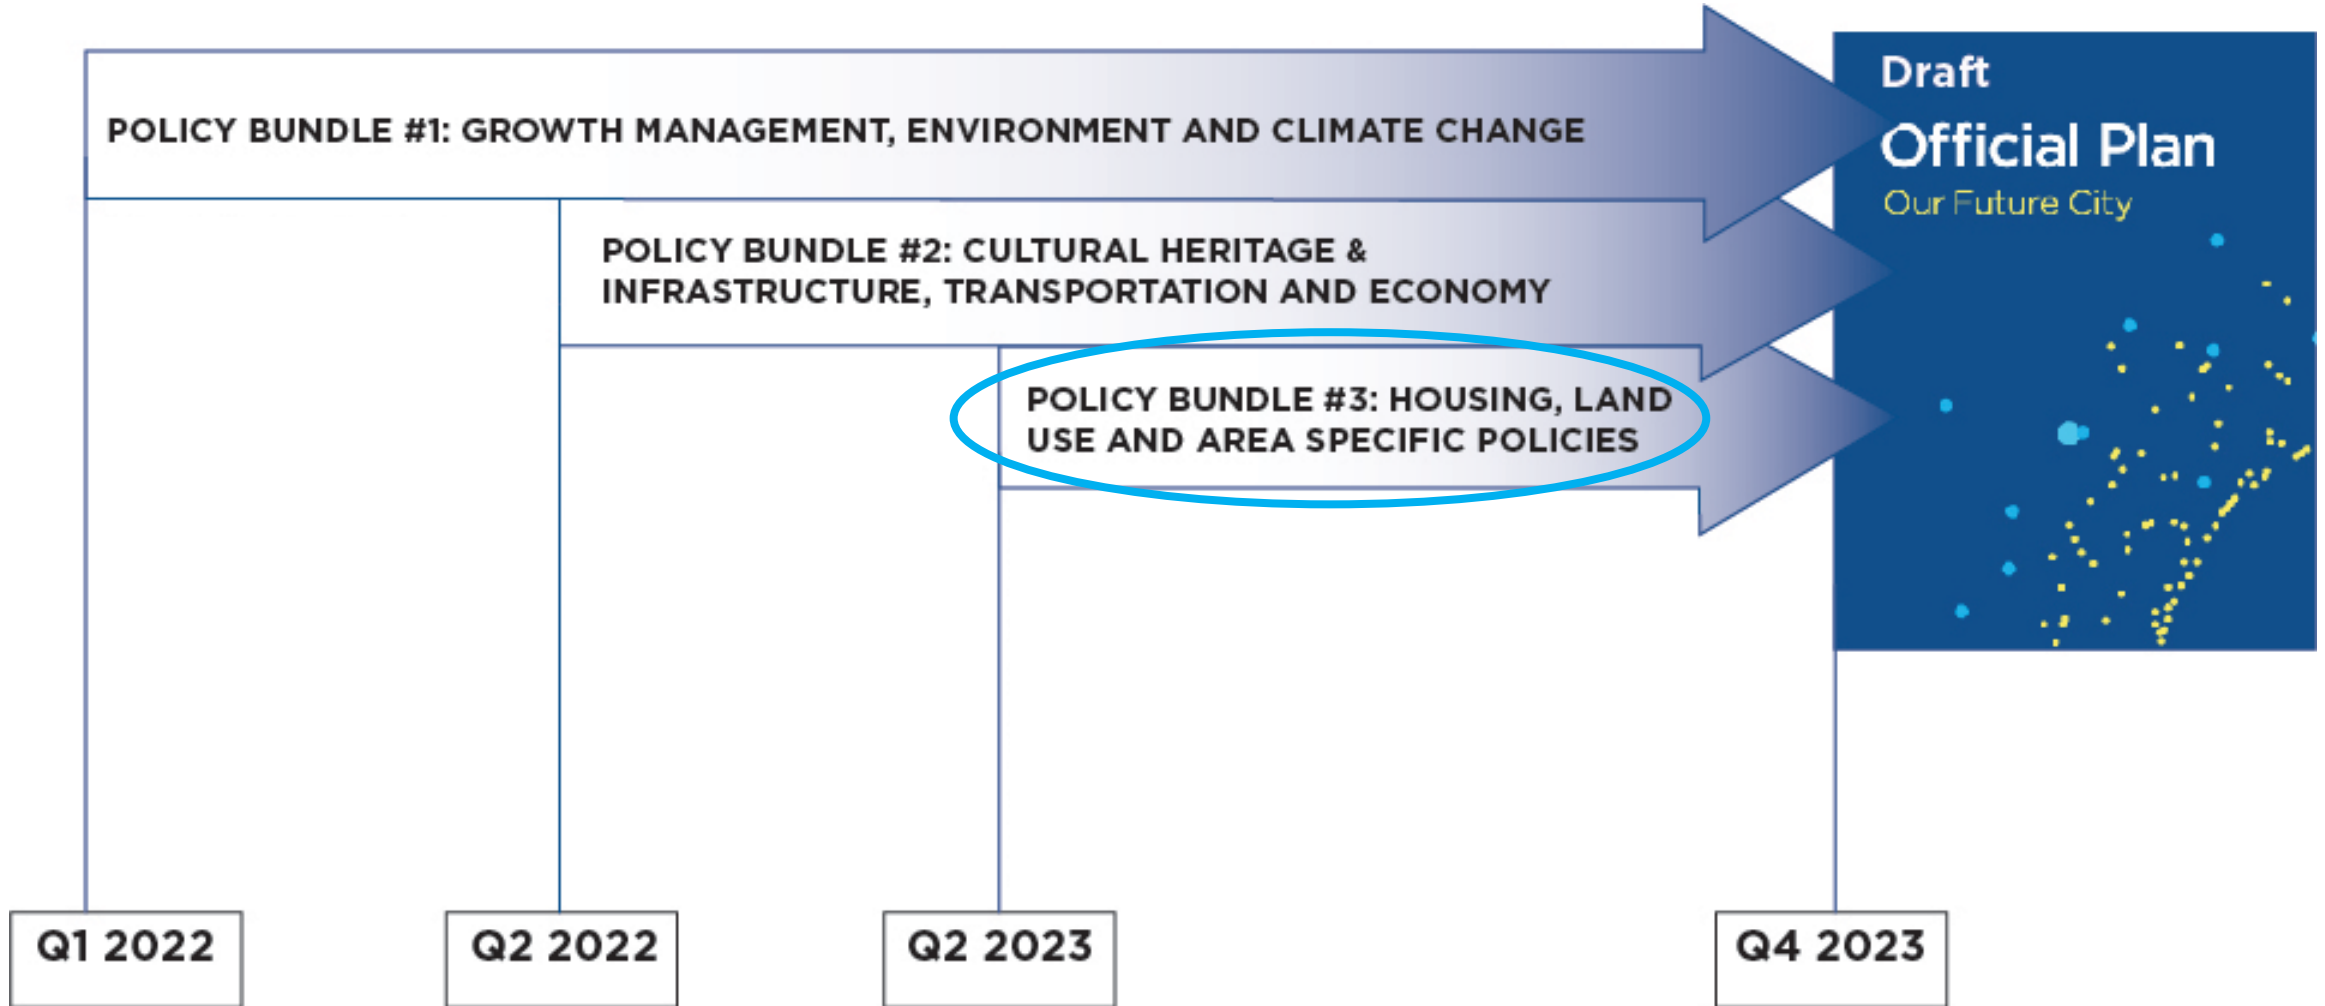 POLICY BUNDLE #1: GROWTH MANAGEMENT, ENVIRONMENT AND CLIMATE CHANGE
POLICY BUNDLE #2: CULTURAL HERITAGE &
INFRASTRUCTURE, TRANSPORTATION AND ECONOMY
POLICY BUNDLE #3: HOUSING, LAND
USE AND AREA SPECIFIC POLICIES
Draft
Official Plan
Our Future City
Q1 2022
Q2 2022
Q2 2023
Q4 2023